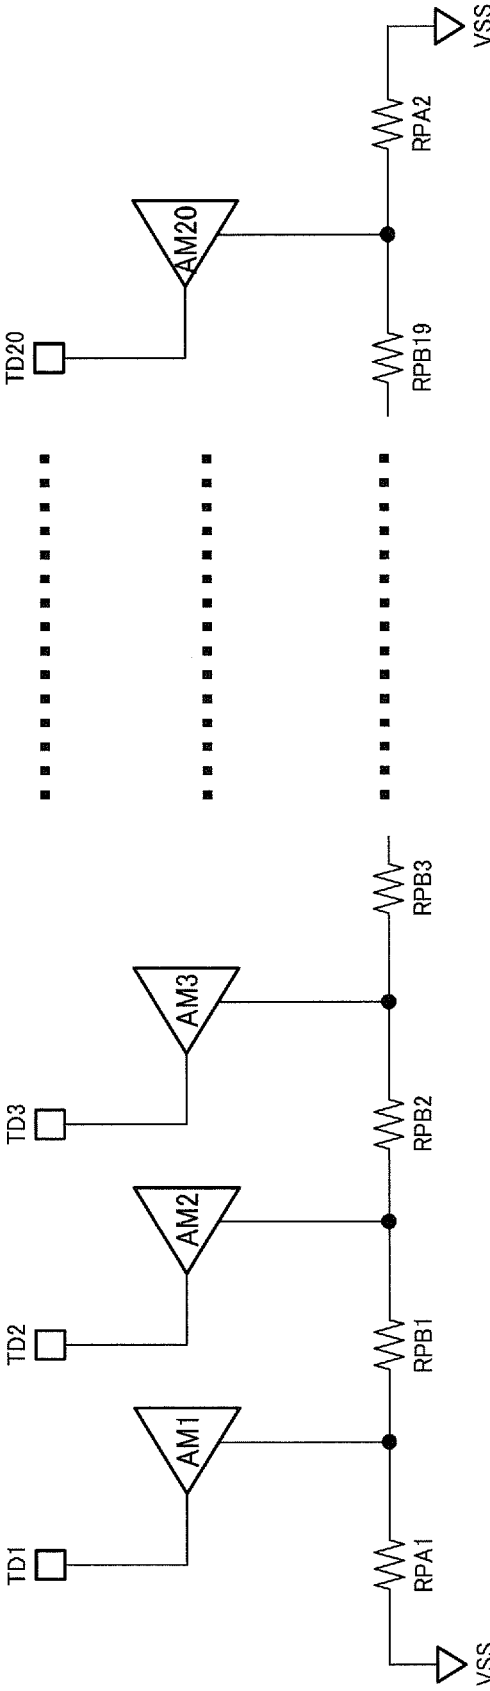 TD1
TD2
TD3
TD20
AM1
AM2
AM3
AM20
VSS
RPA1
RPB1
RPB2
RPB3
RPB19
RPA2
VSS